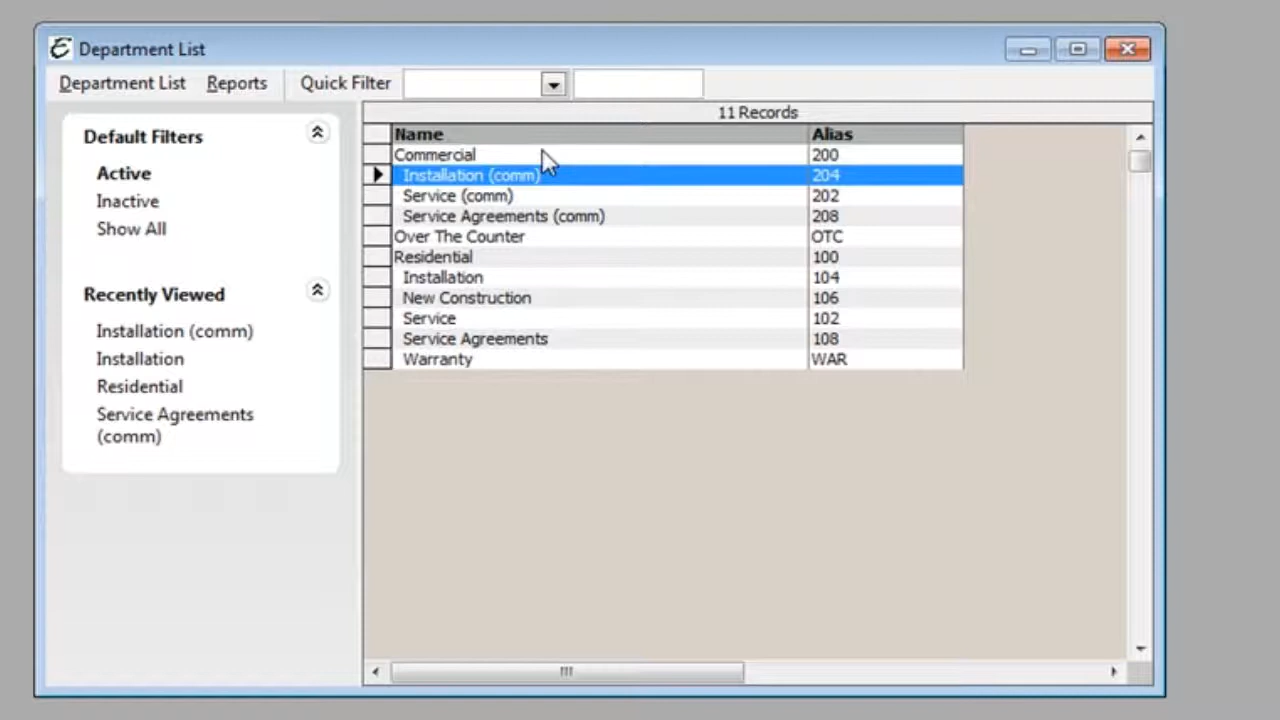 Department List
Department List Reports Quick Filter
11 Records
Default Filters
Active
Inactive
Show All
Recently Viewed
Installation (comm)
Installation
Residential
Service Agreements
(comm)
Name Alias
Commercial 200
Installation (comm) 204
Service (comm) 202
Service Agreements (comm) 208
Over The Counter OTC
Residential 100
Installation 104
New Construction 106
Service 102
Service Agreements 108
Warranty WAR